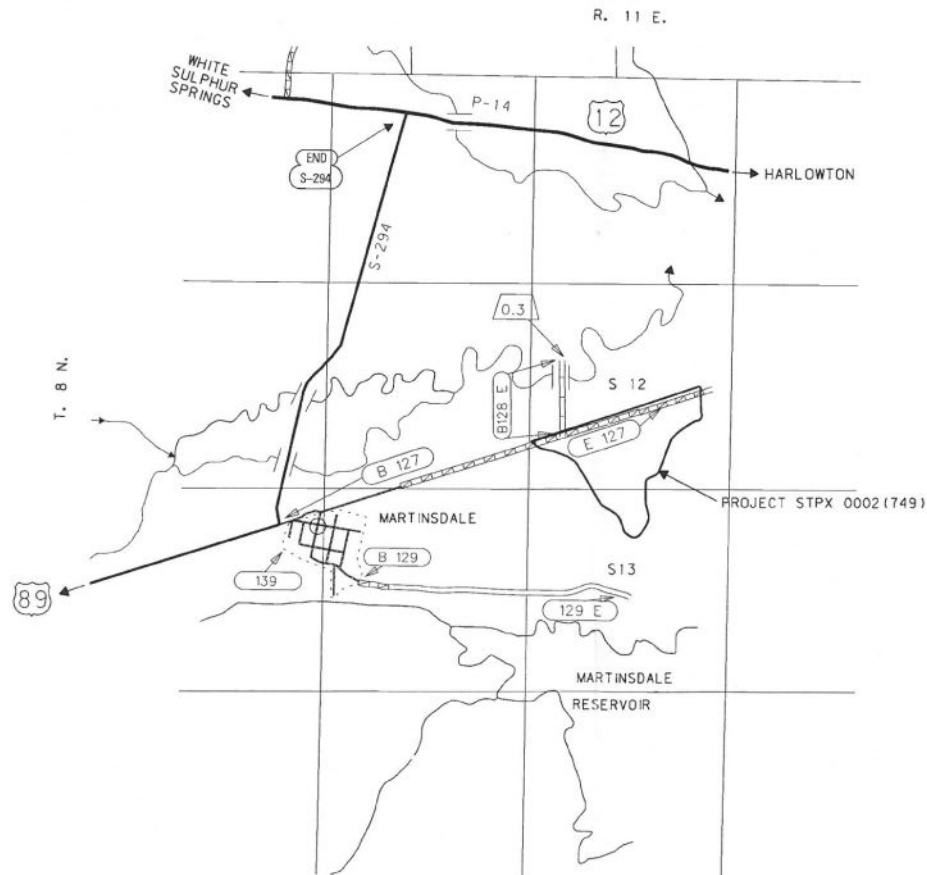 R. 11 E.
WHITE
SULPHUR
SPRINGS
P-14
12
END
S-294
HARLOWTON
S-294
0.3
T. 8 N.
B128 E
S 12
E 127
B 127
PROJECT STPX 0002(749)
MARTINSDALE
B 129
139
S13
89
129 E
MARTINSDALE
RESERVOIR